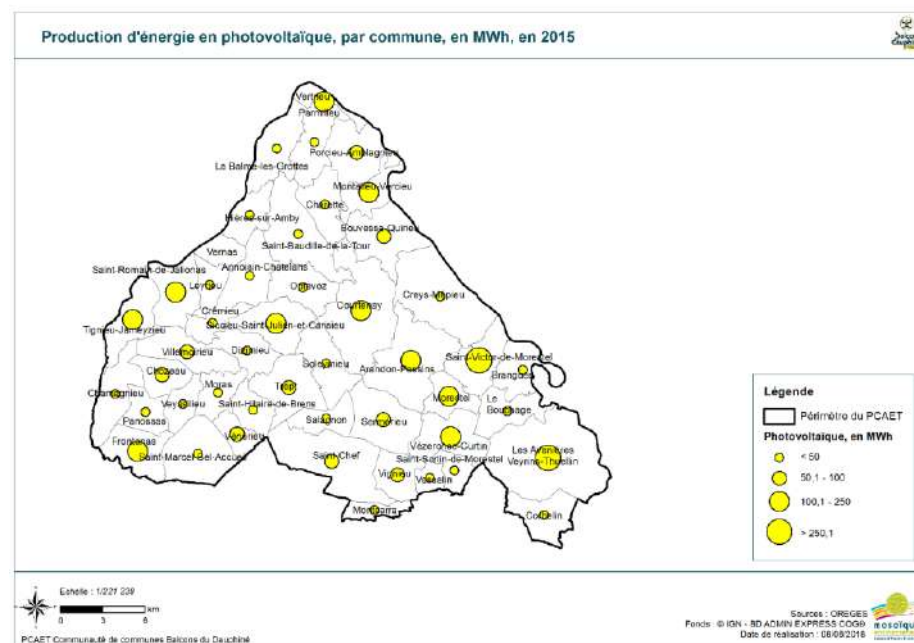 Production d'énergie en photovoltaïque, par commune, en MWh, en 2015
Vertrieu
Parmilieu
Porcieu-Amblagnieu
La Balme-les-Grottes
Montalieu-Vercieu
Charette
Hières-sur-Amby
Bouvesse-Quirieu
Saint-Baudille-de-la-Tour
Vernas
Annoisin-Chatelans
Saint-Romain-de-Jalionas
Leyrieu
Optevoz
Creys-Mépieu
Courtenay
Crémieu
Siccieu-Saint-Julien-et-Carisieu
Tignieu-Jameyzieu
Villemoirieu
Dizimieu
Saint-Victor-de-Morestel
Soleymieu
Arandon-Passins
Brangues
Chozeau
Chamagnieu
Moras
Trept
Morestel
Le
Bouchage
Veyssilieu
Saint-Hilaire-de-Brens
Panossas
Salagnon
Sermérieu
Frontonas
Vénérieu
Vézeronce-Curtin
Saint-Marcel-Bel-Accueil
Saint-Chef
Saint-Sorlin-de-Morestel
Les Avenières
Veyrins-Thuellin
Vignieu
Vasselin
Montcarra
Corbelin
Légende
Périmètre du PCAET
Photovoltaïque, en MWh
< 50
50,1 - 100
100,1 - 250
> 250,1
Echelle : 1/221 239
0 3 6 km
PCAET Communauté de communes Balcons du Dauphiné
Sources : OREGES
Fonds : © IGN - BD ADMIN EXPRESS COG®
Date de réalisation : 08/08/2018
mosaïque